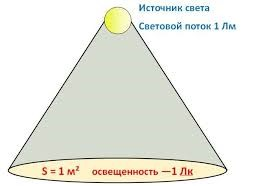 Источник света
Световой поток 1 Лм
S = 1 м² освещенность —1 Лк